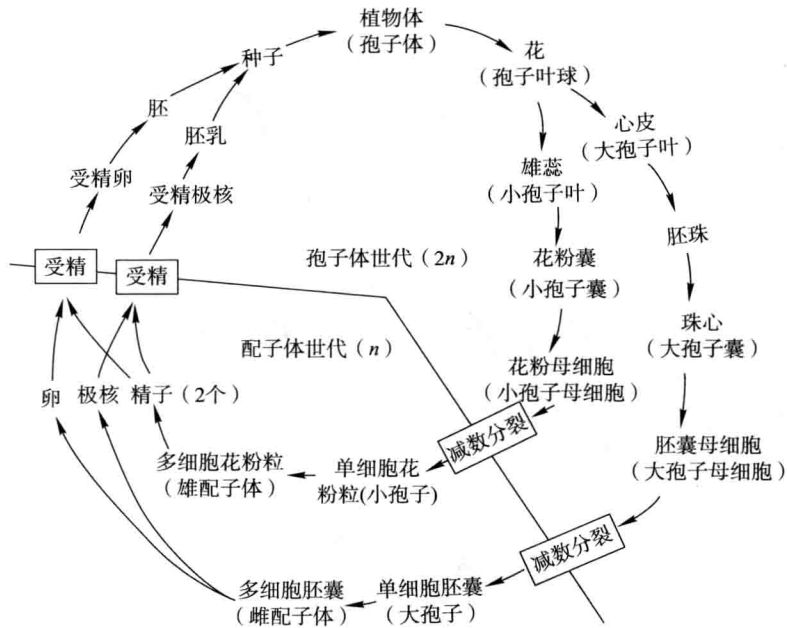 植物体
(孢子体)
花
(孢子叶球)
种子
胚
胚乳
心皮
(大孢子叶)
雄蕊
(小孢子叶)
受精卵
受精极核
胚珠
受精
受精
孢子体世代(2n)
花粉囊
(小孢子囊)
珠心
(大孢子囊)
配子体世代(n)
花粉母细胞
(小孢子母细胞)
卵
极核
精子(2个)
减数分裂
胚囊母细胞
(大孢子母细胞)
多细胞花粉粒
(雄配子体)
单细胞花
粉粒(小孢子)
减数分裂
多细胞胚囊
(雌配子体)
单细胞胚囊
(大孢子)